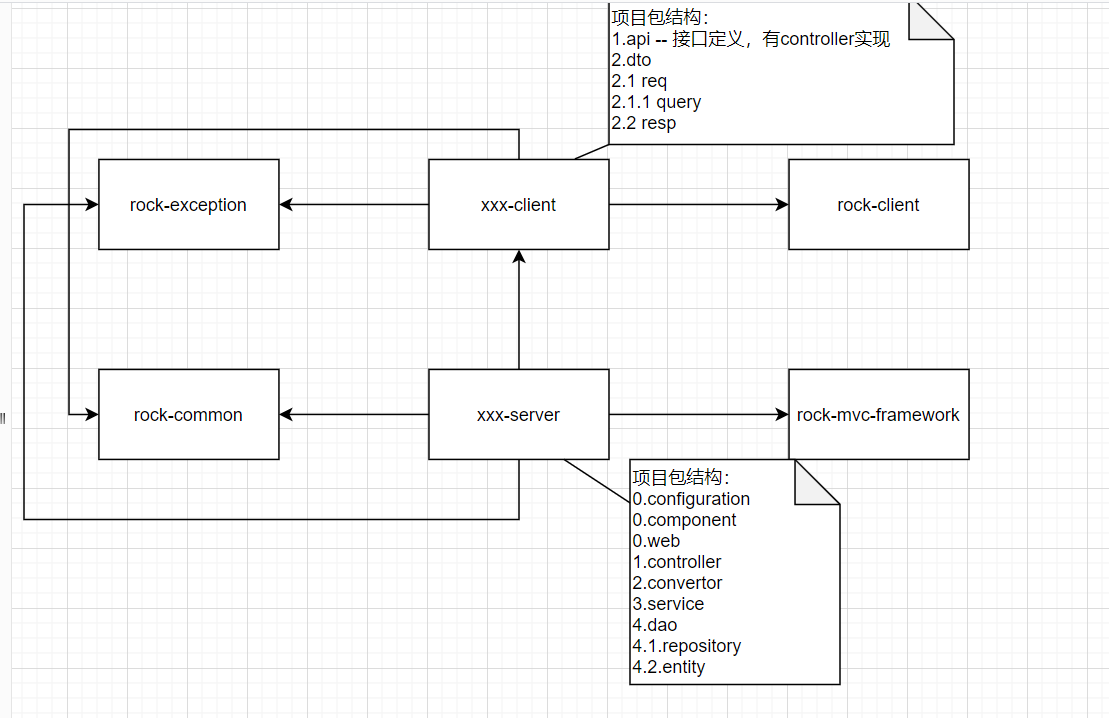 项目包结构：
1.api -- 接口定义，有controller实现
2.dto
2.1 req
2.1.1 query
2.2 resp
rock-exception
xxx-client
rock-client
rock-common
xxx-server
rock-mvc-framework
项目包结构：
0.configuration
0.component
0.web
1.controller
2.convertor
3.service
4.dao
4.1.repository
4.2.entity